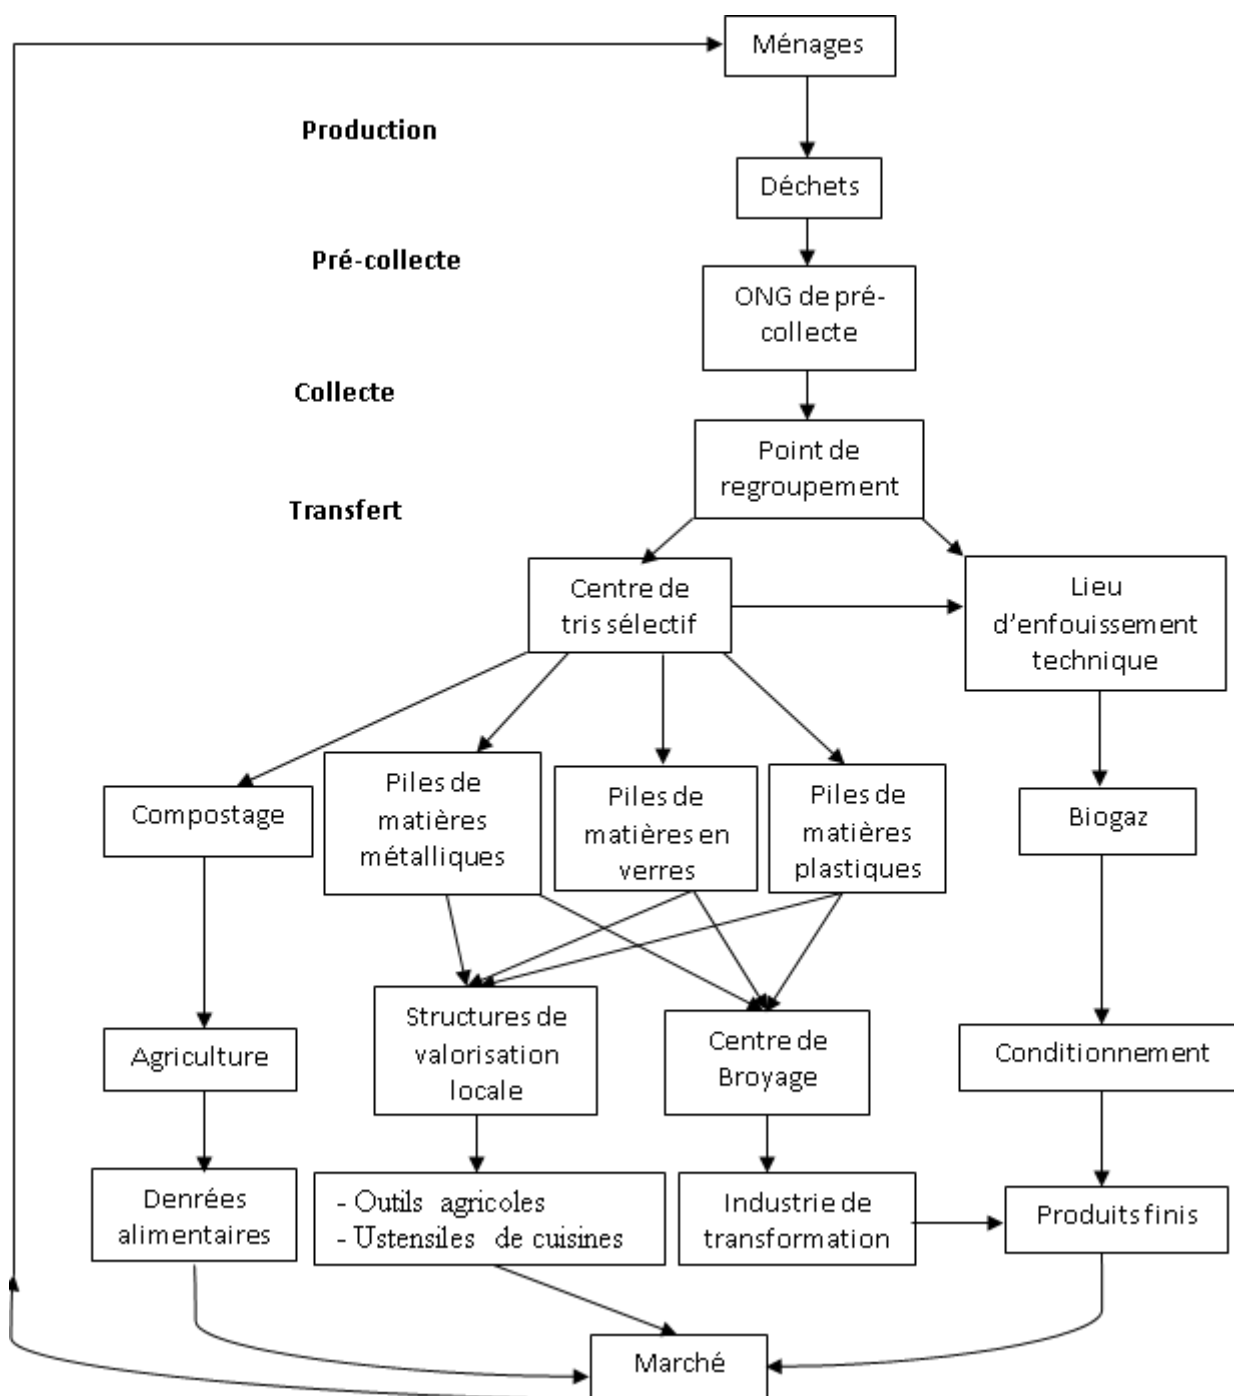 Ménages
Production
Déchets
Pré-collecte
ONG de pré-
collecte
Collecte
Point de
regroupement
Transfert
Centre de
tris sélectif
Lieu
d'enfouissement
technique
Compostage
Piles de
matières
métalliques
Piles de
matières en
verres
Piles de
matières
plastiques
Biogaz
Agriculture
Structures de
valorisation
locale
Centre de
Broyage
Conditionnement
Denrées
alimentaires
- Outils agricoles
- Ustensiles de cuisines
Industrie de
transformation
Produits finis
Marché